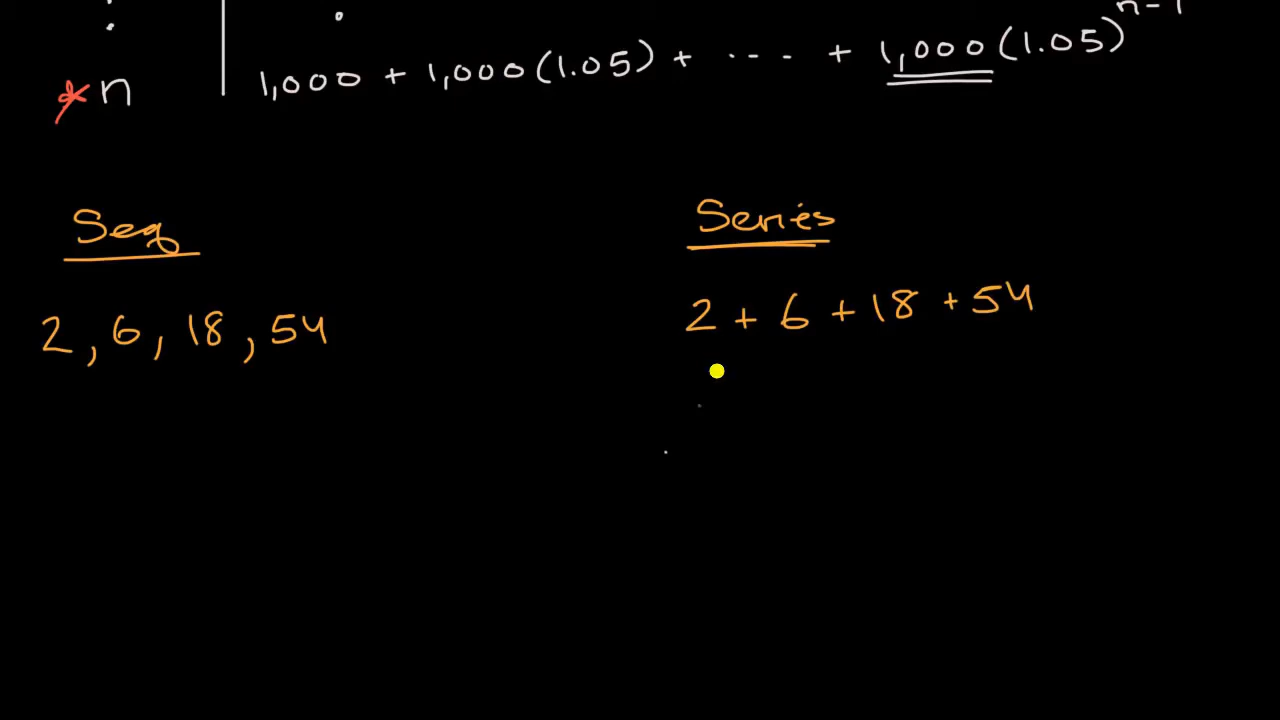 1,000 + 1,000(1.05) + ---- + 1,000(1.05)^n-1
*n
Seq
Series
2, 6, 18, 54
2 + 6 + 18 + 54